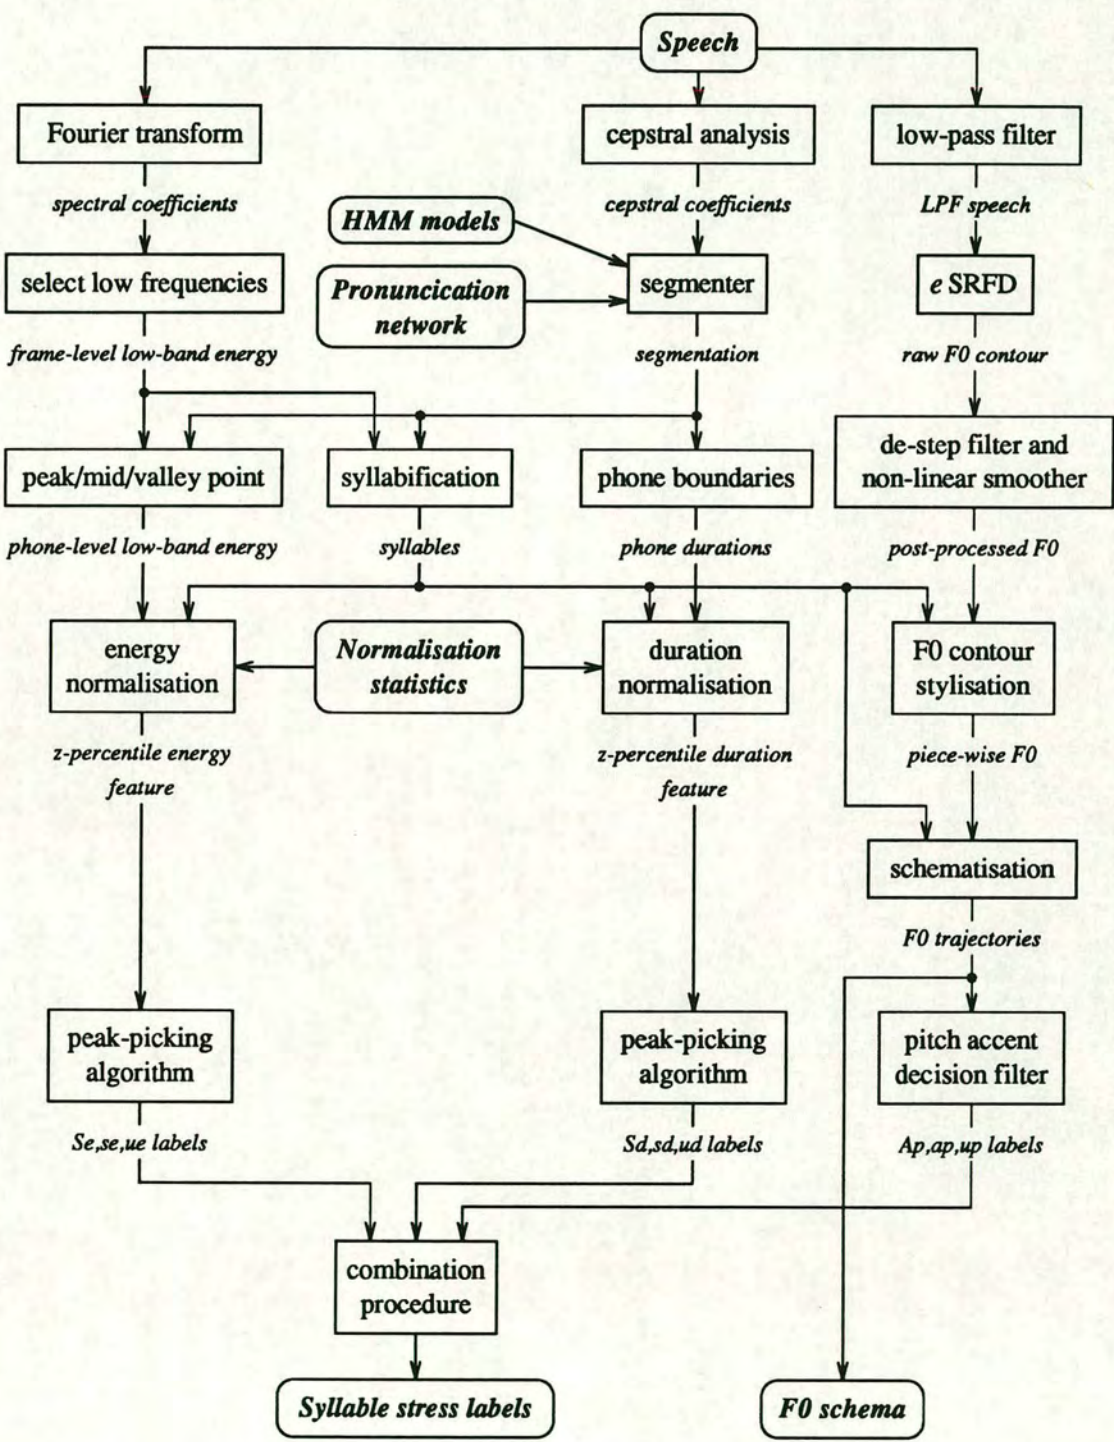 Speech
Fourier transform
cepstral analysis
low-pass filter
spectral coefficients
cepstral coefficients
LPF speech
HMM models
select low frequencies
Pronuncication
network
segmenter
e SRFD
frame-level low-band energy
segmentation
raw F0 contour
peak/mid/valley point
syllabification
phone boundaries
de-step filter and
non-linear smoother
phone-level low-band energy
syllables
phone durations
post-processed F0
energy
normalisation
Normalisation
statistics
duration
normalisation
F0 contour
stylisation
z-percentile energy
feature
z-percentile duration
feature
piece-wise F0
schematisation
F0 trajectories
peak-picking
algorithm
peak-picking
algorithm
pitch accent
decision filter
Se,se,ue labels
Sd,sd,ud labels
Ap,ap,up labels
combination
procedure
Syllable stress labels
F0 schema